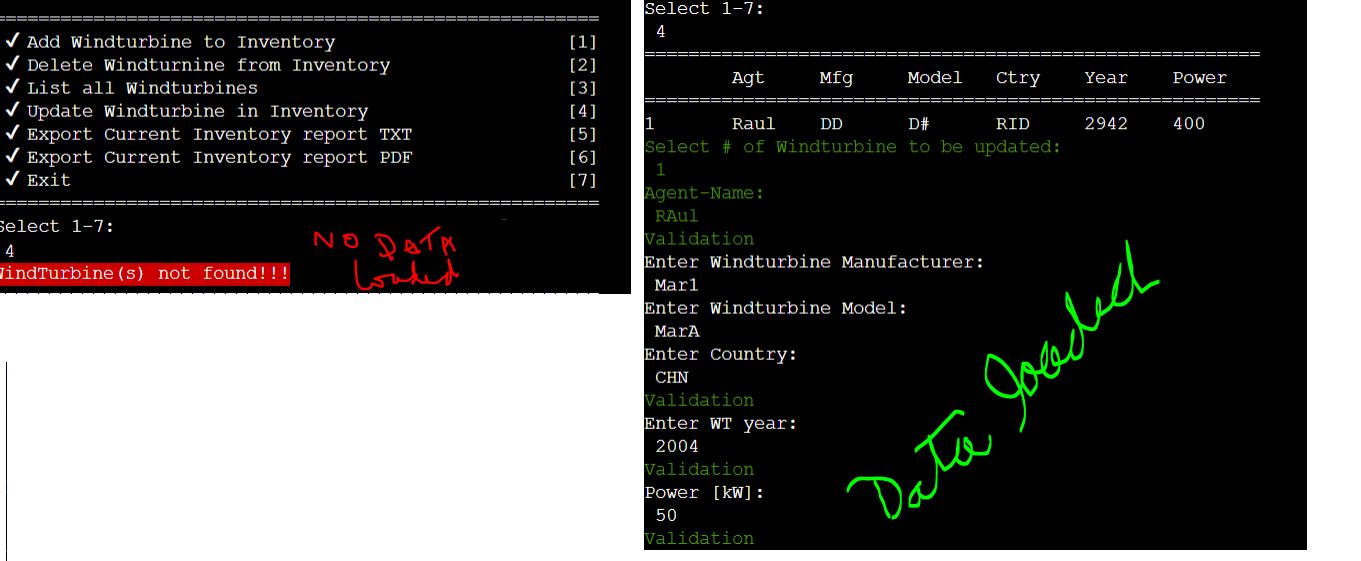 ✓ Add Windturbine to Inventory [1]
✓ Delete Windturnine from Inventory [2]
✓ List all Windturbines [3]
✓ Update Windturbine in Inventory [4]
✓ Export Current Inventory report TXT [5]
✓ Export Current Inventory report PDF [6]
✓ Exit [7]
Select 1-7:
4
WindTurbine(s) not found!!!
NO DATA
Loaded
Select 1-7:
4
Agt Mfg Model Ctry Year Power
1 Raul DD D# RID 2942 400
Select # of Windturbine to be updated:
1
Agent-Name:
RAul
Validation
Enter Windturbine Manufacturer:
Mar1
Enter Windturbine Model:
MarA
Enter Country:
CHN
Validation
Enter WT year:
2004
Validation
Power [kW]:
50
Validation
Data Loaded